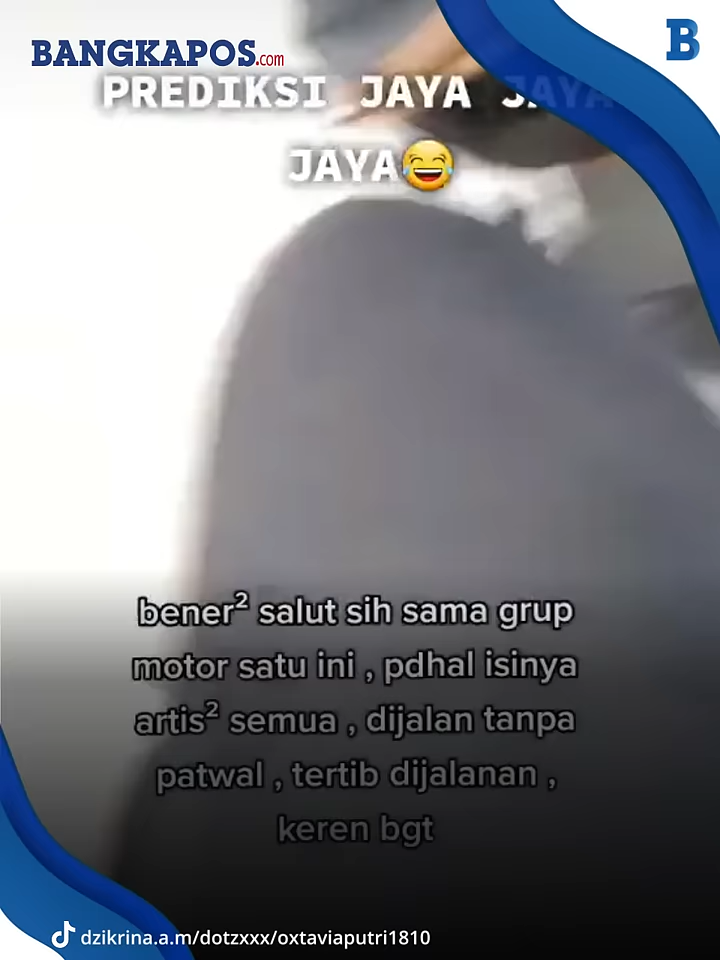 BANGKAPOS.com
B
PREDIKSI JAYA JAYA
JAYA😂
bener² salut sih sama grup
motor satu ini , pdhal isinya
artis² semua , dijalan tanpa
patwal , tertib dijalanan ,
keren bgt
dzikrina.a.m/dotzxxx/oxtaviaputri1810